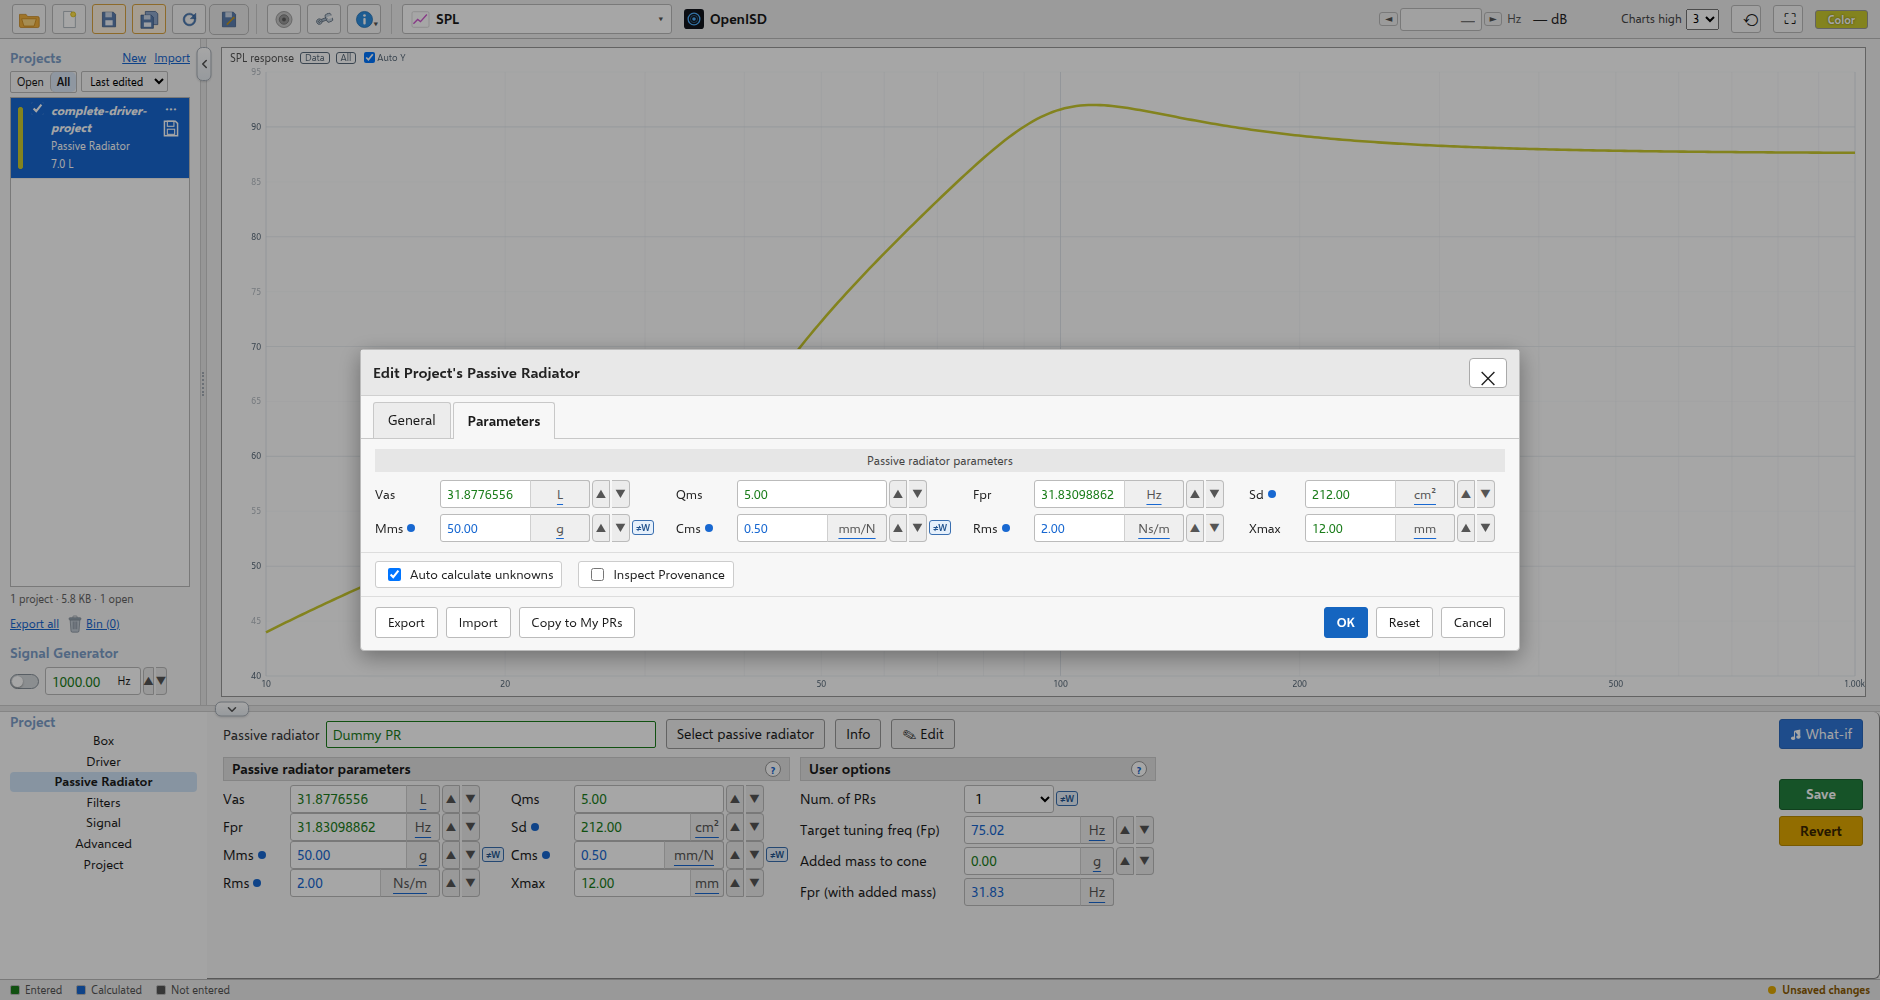 SPL
OpenISD
—
Hz
— dB
Charts high
3
Color
Projects
New
Import
Open
All
Last edited
complete-driver-
project
Passive Radiator
7.0 L
SPL response
Data
All
Auto Y
95
90
85
80
75
70
65
60
55
50
45
40
10
20
50
100
200
500
1.00k
Edit Project's Passive Radiator
General
Parameters
Passive radiator parameters
Vas
31.8776556
L
Qms
5.00
Fpr
31.83098862
Hz
Sd
212.00
cm²
Mms
50.00
g
≠W
Cms
0.50
mm/N
≠W
Rms
2.00
Ns/m
Xmax
12.00
mm
Auto calculate unknowns
Inspect Provenance
Export
Import
Copy to My PRs
OK
Reset
Cancel
1 project · 5.8 KB · 1 open
Export all
Bin (0)
Signal Generator
1000.00
Hz
Project
Box
Driver
Passive Radiator
Filters
Signal
Advanced
Project
Passive radiator
Dummy PR
Select passive radiator
Info
Edit
What-if
Save
Revert
Passive radiator parameters
?
Vas
31.8776556
L
Qms
5.00
Fpr
31.83098862
Hz
Sd
212.00
cm²
Mms
50.00
g
≠W
Cms
0.50
mm/N
≠W
Rms
2.00
Ns/m
Xmax
12.00
mm
User options
?
Num. of PRs
1
≠W
Target tuning freq (Fp)
75.02
Hz
Added mass to cone
0.00
g
Fpr (with added mass)
31.83
Hz
Entered
Calculated
Not entered
Unsaved changes